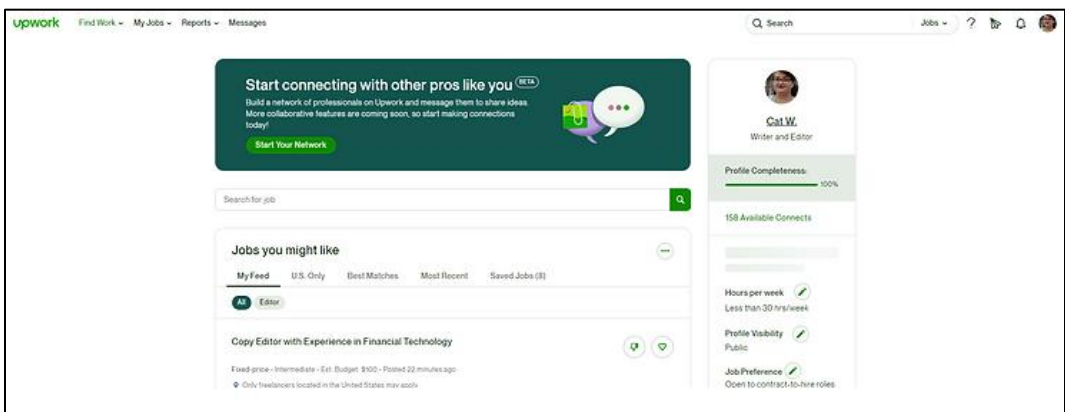 upwork Find Work My Jobs Reports Messages Search Jobs ?
Start connecting with other pros like you BETA
Build a network of professionals on Upwork and message them to share ideas.
More collaborative features are coming soon, so start making connections
today!
Start Your Network
Search for job
Jobs you might like
My Feed U.S. Only Best Matches Most Recent Saved Jobs (8)
All Editor
Copy Editor with Experience in Financial Technology
Fixed-price - Intermediate - Est. Budget: $100 - Posted 22 minutes ago
Only freelancers located in the United States may apply.
Cat W.
Writer and Editor
Profile Completeness:
100%
158 Available Connects
Hours per week
Less than 30 hrs/week
Profile Visibility
Public
Job Preference
Open to contract-to-hire roles